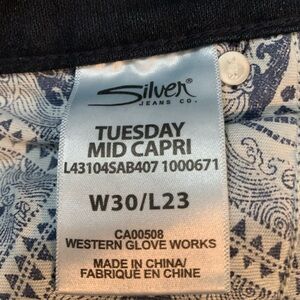 Silver
JEANS CO.
TUESDAY
MID CAPRI
L43104SAB407 1000671
W30/L23
CA00508
WESTERN GLOVE WORKS
MADE IN CHINA/
FABRIQUÉ EN CHINE